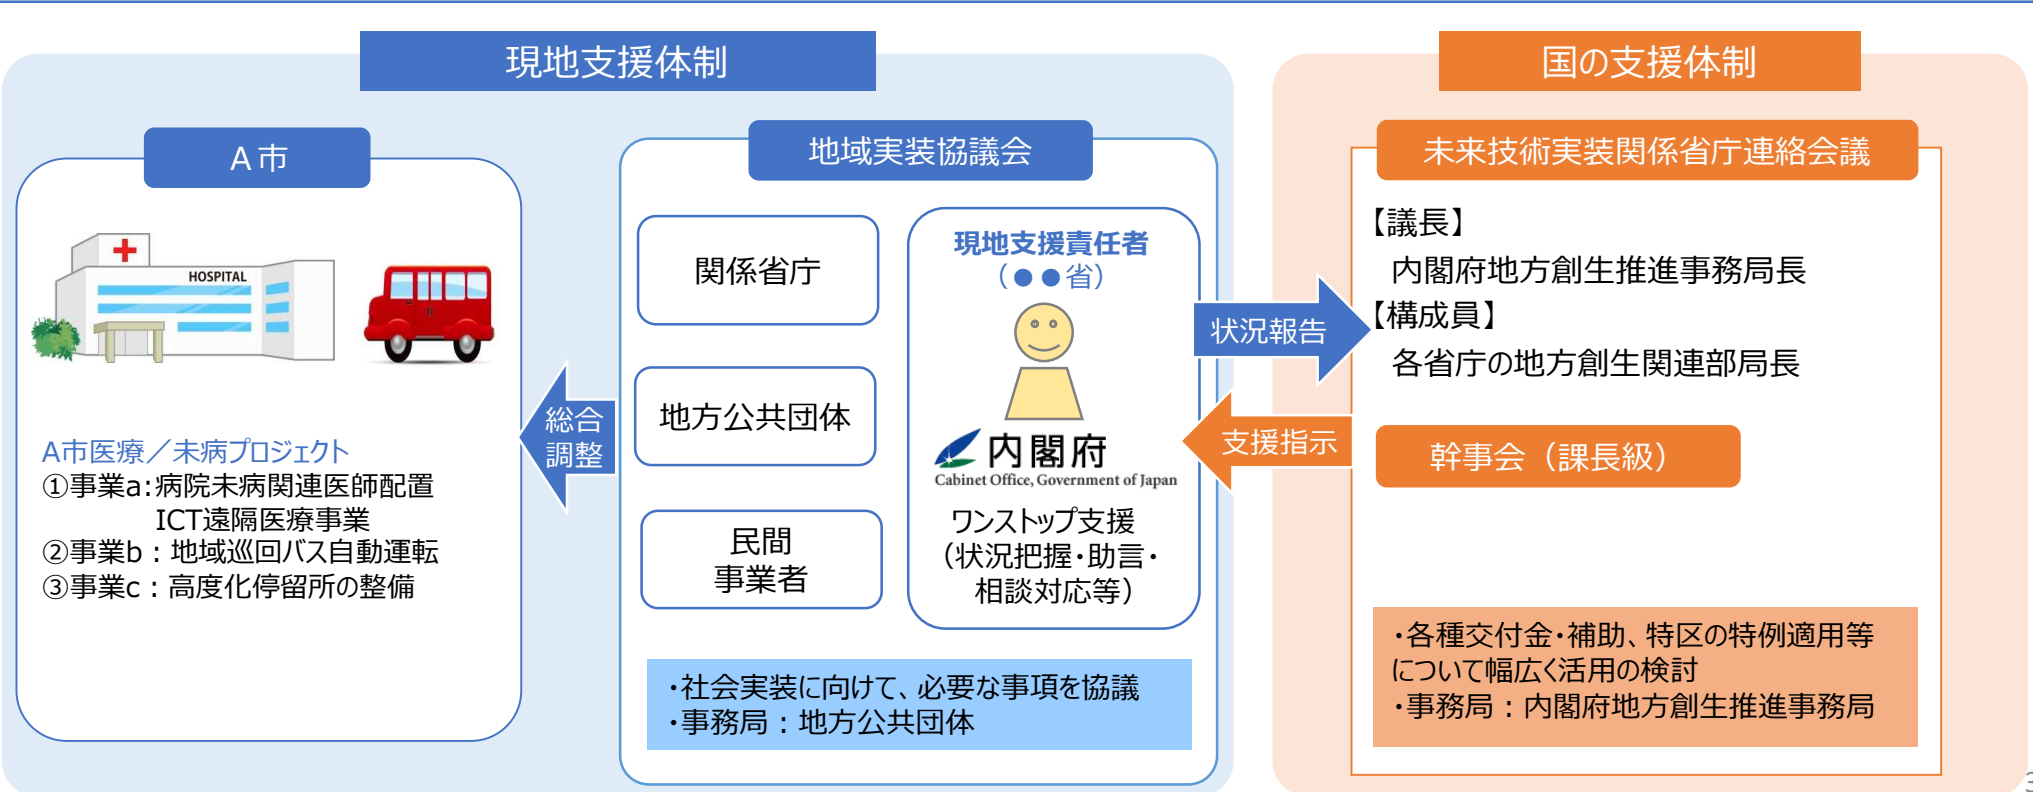 現地支援体制
国の支援体制
A市
HOSPITAL
A市医療／未病プロジェクト
①事業a:病院未病関連医師配置
ICT遠隔医療事業
②事業b：地域巡回バス自動運転
③事業c：高度化停留所の整備
総合
調整
地域実装協議会
関係省庁
地方公共団体
民間
事業者
現地支援責任者
（●●省）
内閣府
Cabinet Office, Government of Japan
ワンストップ支援
（状況把握・助言・
相談対応等）
・社会実装に向けて、必要な事項を協議
・事務局：地方公共団体
状況報告
支援指示
未来技術実装関係省庁連絡会議
【議長】
内閣府地方創生推進事務局長
【構成員】
各省庁の地方創生関連部局長
幹事会（課長級）
・各種交付金・補助、特区の特例適用等
について幅広く活用の検討
・事務局：内閣府地方創生推進事務局